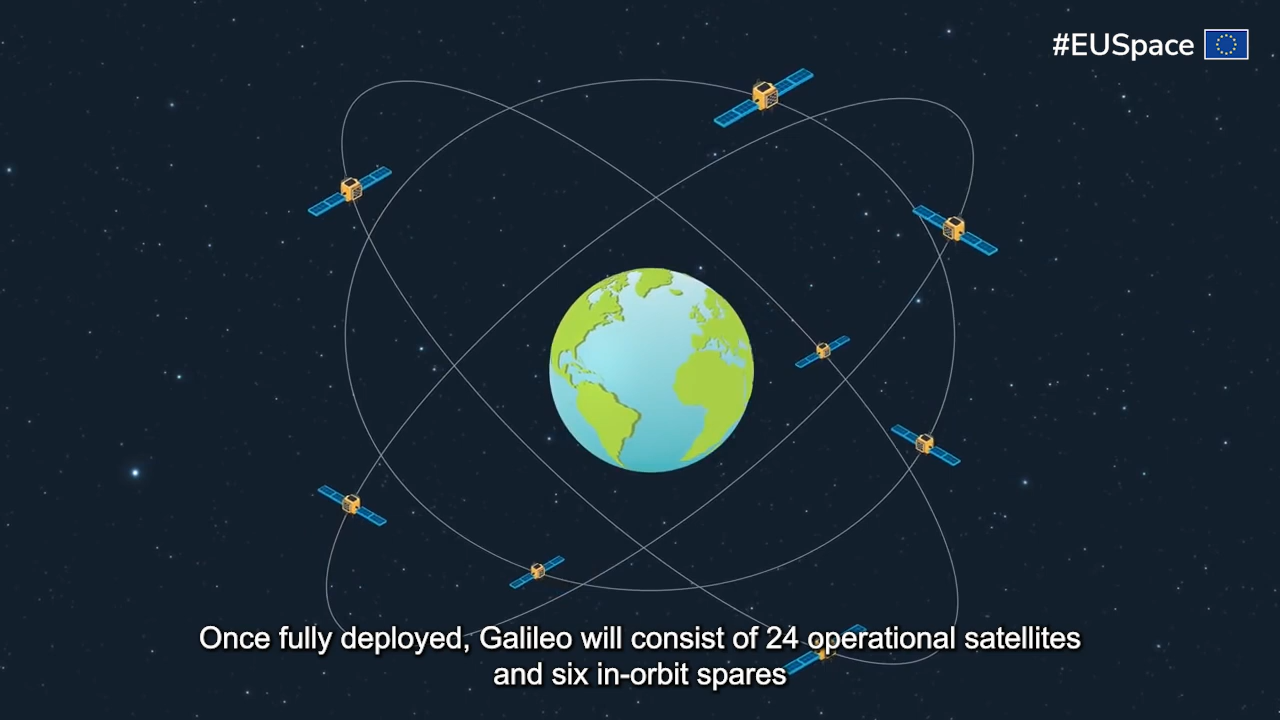 #EUSpace
Once fully deployed, Galileo will consist of 24 operational satellites
and six in-orbit spares